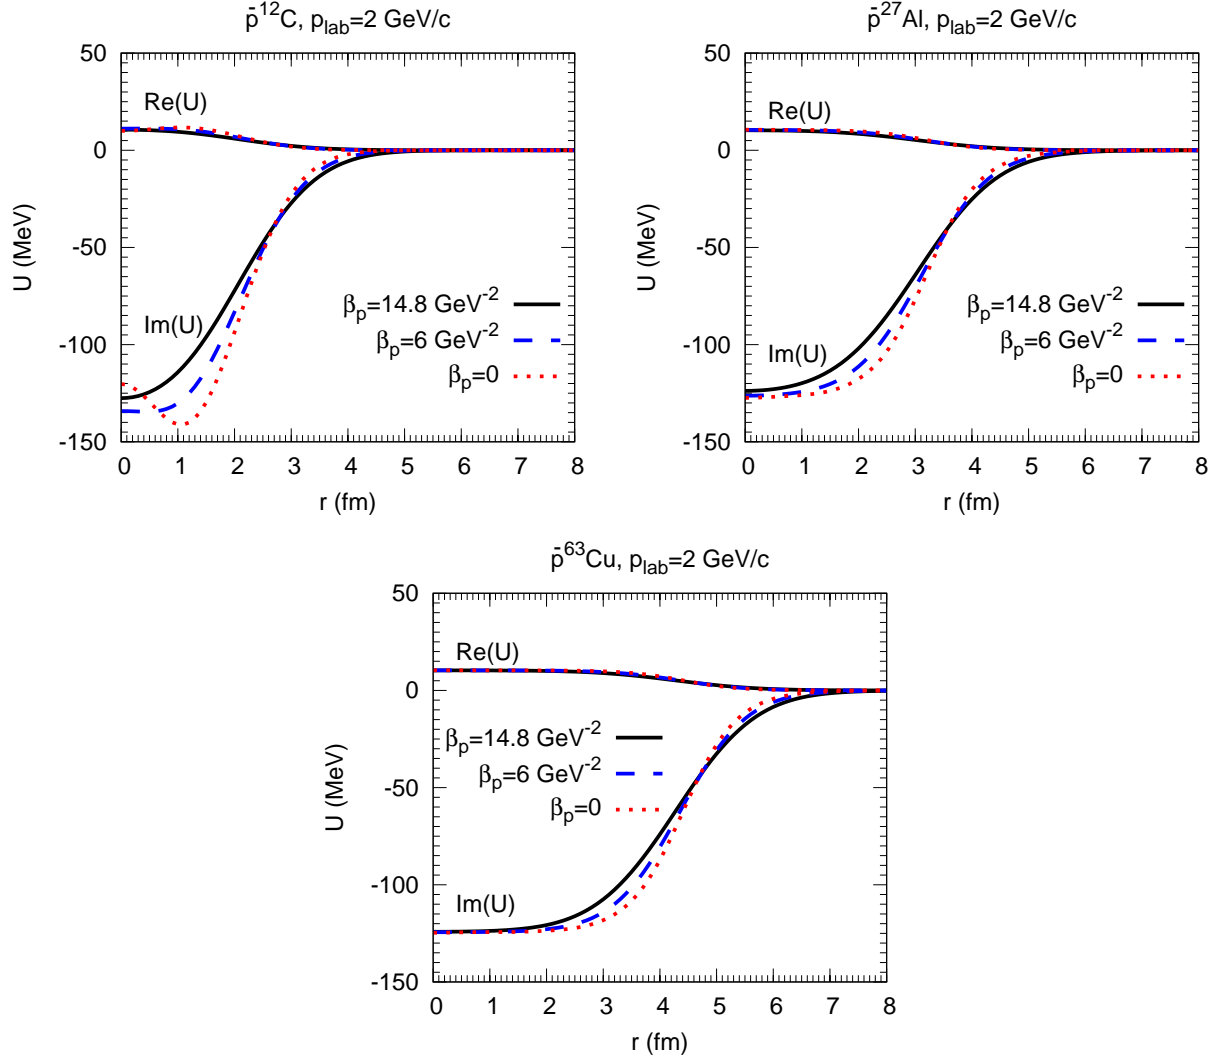 p̄¹²C, p_lab=2 GeV/c
50
0
-50
-100
-150
U (MeV)
Re(U)
Im(U)
β_p=14.8 GeV⁻²
β_p=6 GeV⁻²
β_p=0
0 1 2 3 4 5 6 7 8
r (fm)
p̄²⁷Al, p_lab=2 GeV/c
50
0
-50
-100
-150
U (MeV)
Re(U)
Im(U)
β_p=14.8 GeV⁻²
β_p=6 GeV⁻²
β_p=0
0 1 2 3 4 5 6 7 8
r (fm)
p̄⁶³Cu, p_lab=2 GeV/c
50
0
-50
-100
-150
U (MeV)
Re(U)
β_p=14.8 GeV⁻²
β_p=6 GeV⁻²
β_p=0
Im(U)
0 1 2 3 4 5 6 7 8
r (fm)